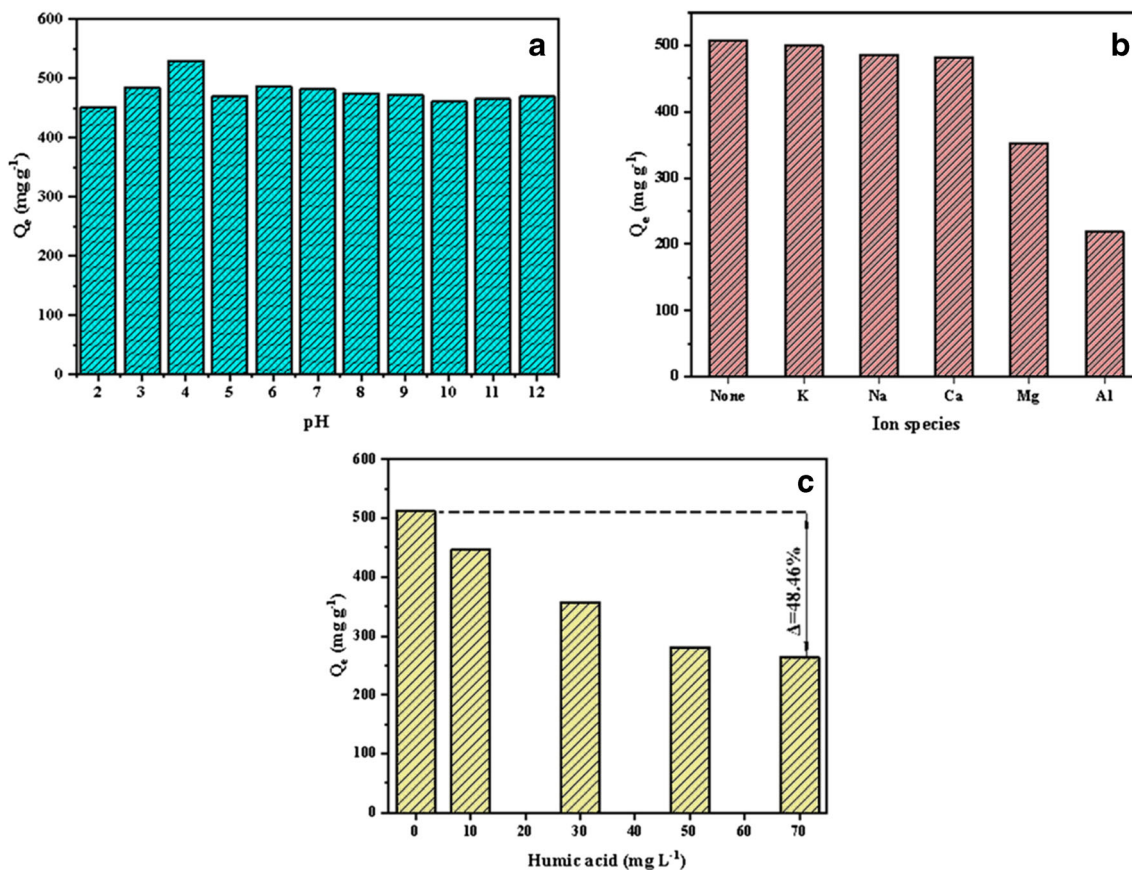 a
600
500
400
300
200
100
0
Qe (mg g-1)
2 3 4 5 6 7 8 9 10 11 12
pH
b
500
400
300
200
100
0
Qe (mg g-1)
None K Na Ca Mg Al
Ion species
c
600
500
400
300
200
100
0
Qe (mg g-1)
Δ=48.46%
0 10 20 30 40 50 60 70
Humic acid (mg L-1)